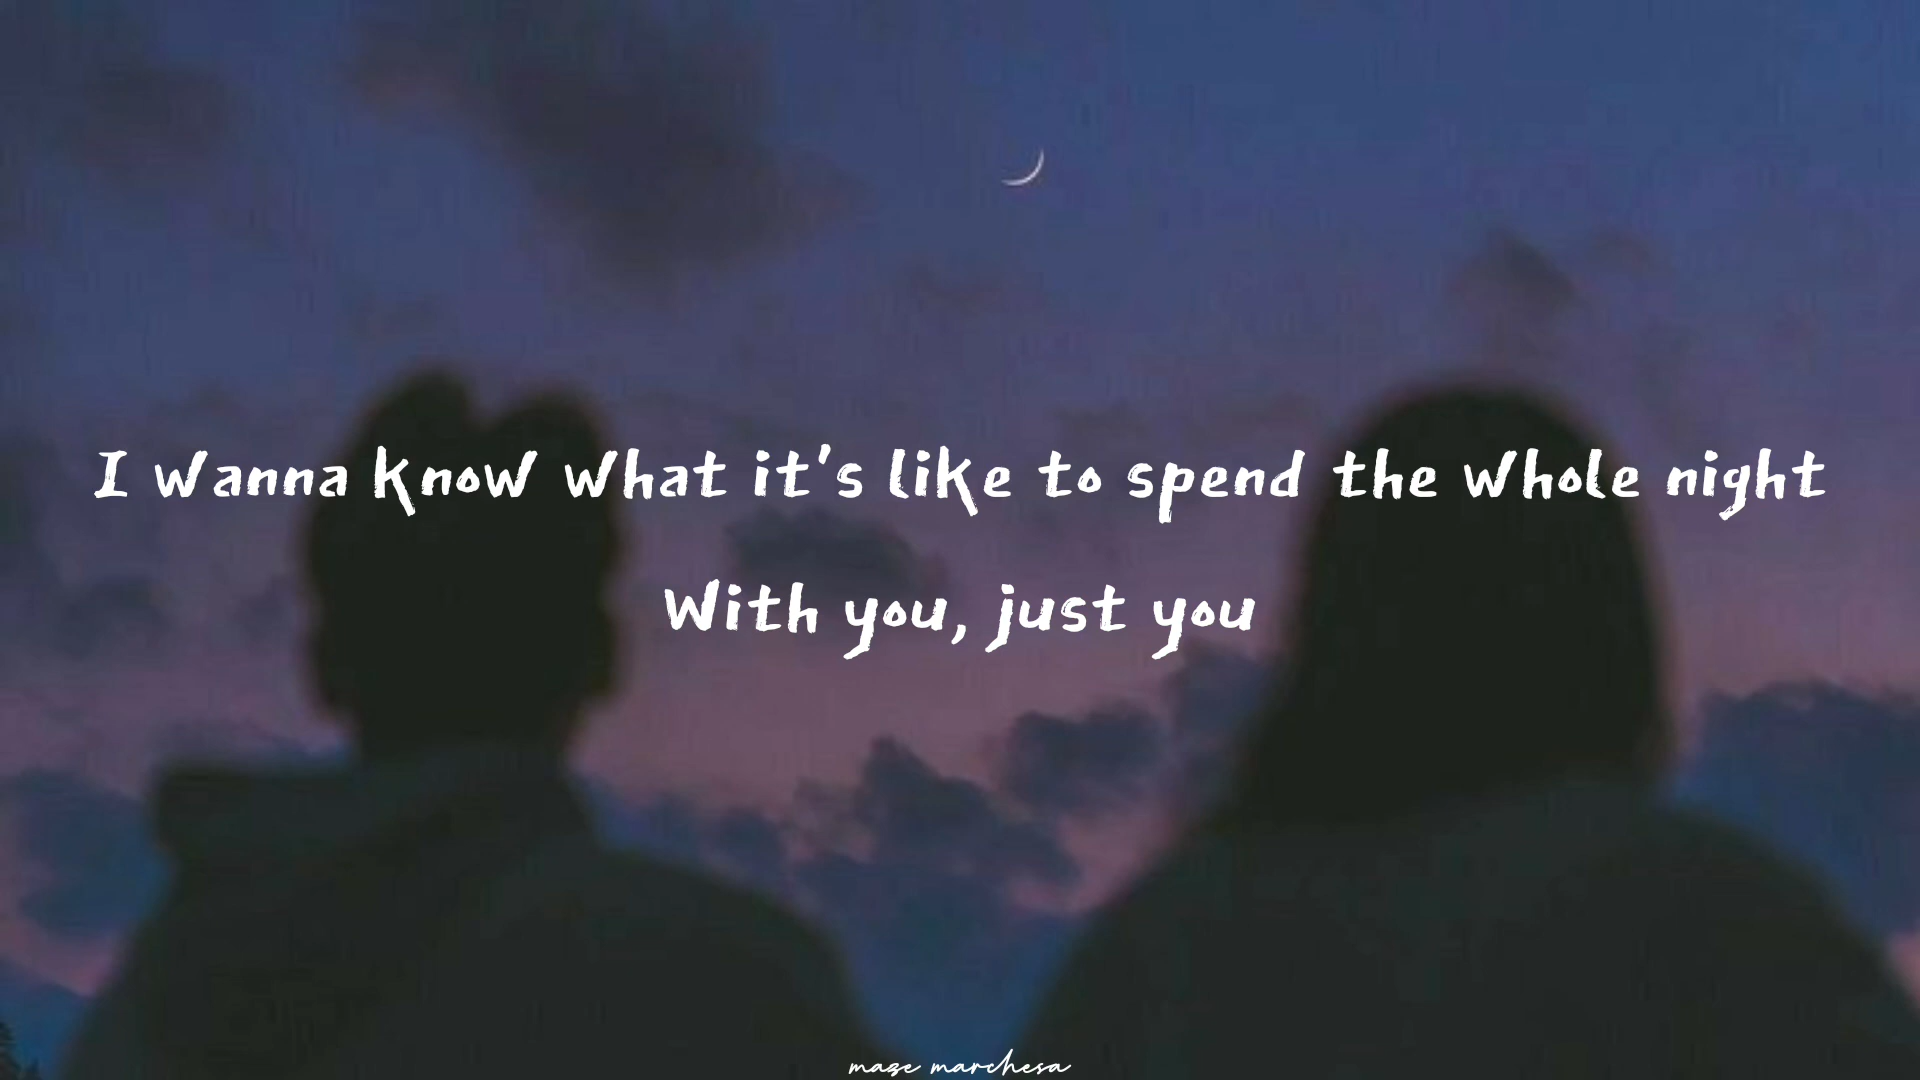 I wanna know what it's like to spend the whole night
With you, just you
maze marchesa